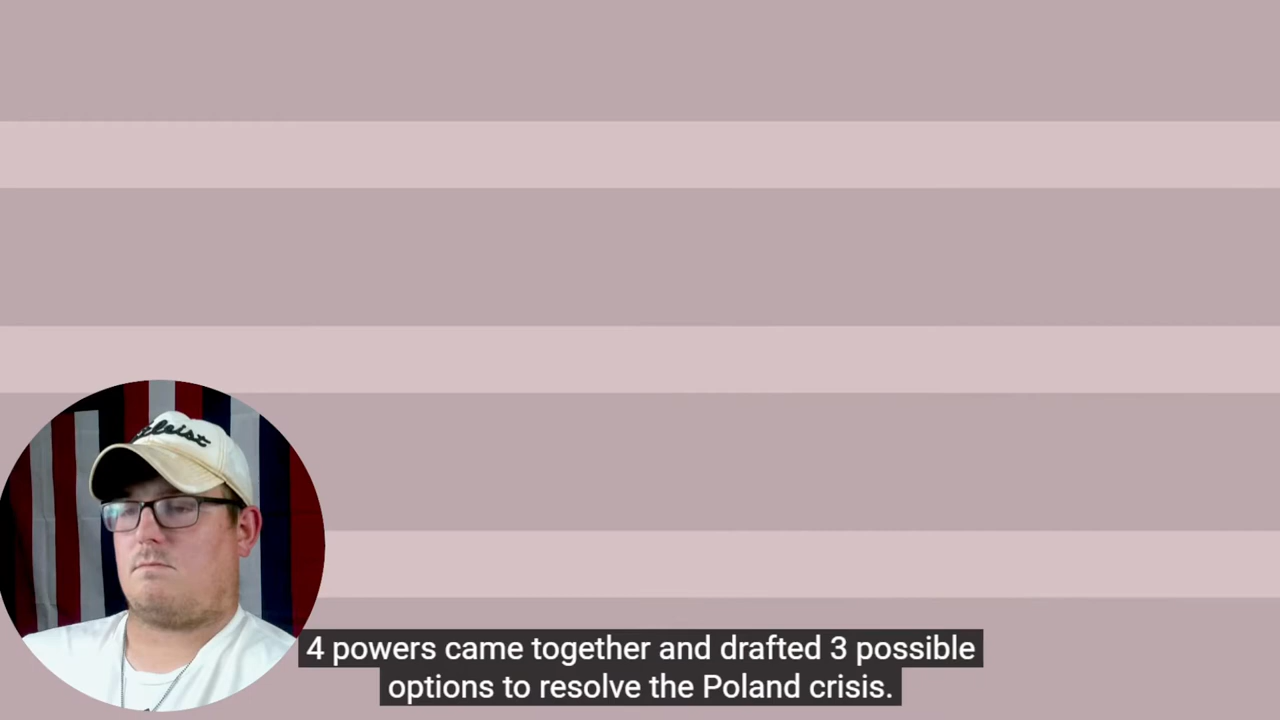 4 powers came together and drafted 3 possible
options to resolve the Poland crisis.